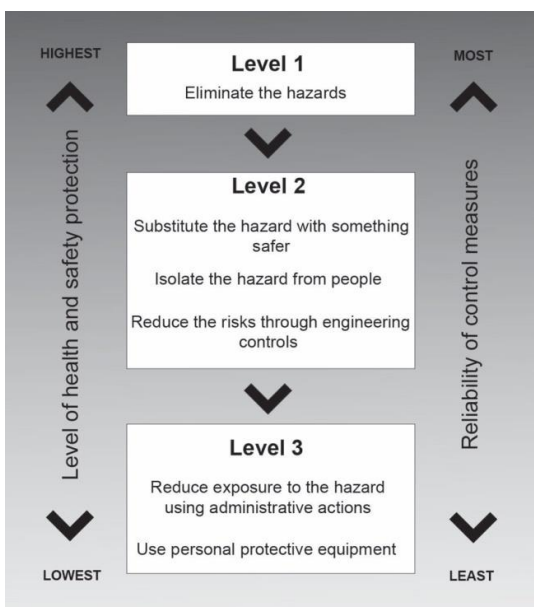 HIGHEST
MOST
Level 1
Eliminate the hazards
Level of health and safety protection
Reliability of control measures
Level 2
Substitute the hazard with something
safer
Isolate the hazard from people
Reduce the risks through engineering
controls
Level 3
Reduce exposure to the hazard
using administrative actions
Use personal protective equipment
LOWEST
LEAST